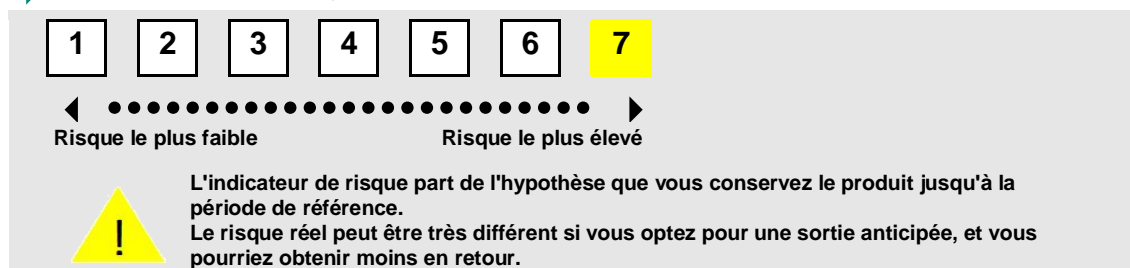 1 2 3 4 5 6 7
Risque le plus faible Risque le plus élevé
L'indicateur de risque part de l'hypothèse que vous conservez le produit jusqu'à la
période de référence.
! Le risque réel peut être très différent si vous optez pour une sortie anticipée, et vous
pourriez obtenir moins en retour.